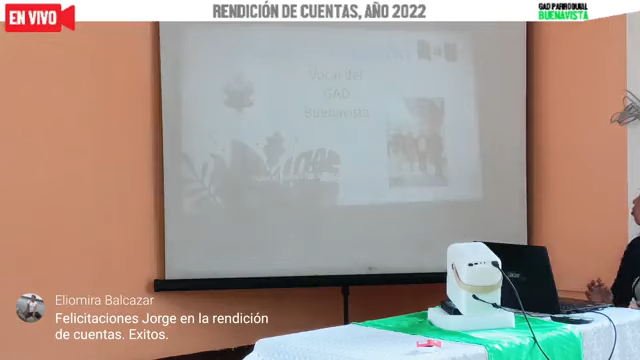 EN VIVO
RENDICIÓN DE CUENTAS, AÑO 2022
GAD PARROQUIAL
BUENAVISTA
Vocal del
GAD
Buenavista
acer
Eliomira Balcazar
Felicitaciones Jorge en la rendición
de cuentas. Exitos.